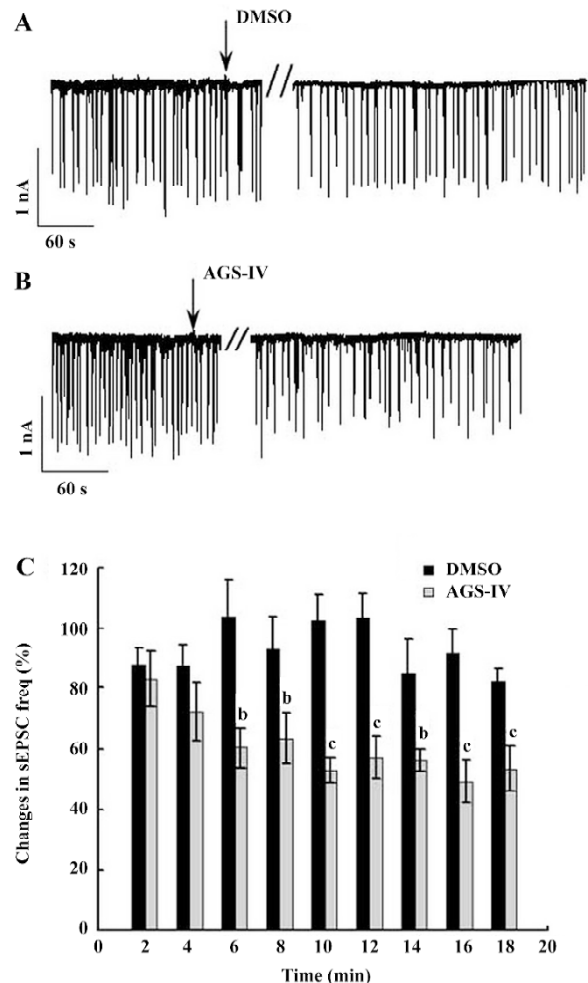 A
DMSO
1 nA
60 s
B
AGS-IV
1 nA
60 s
C
DMSO
AGS-IV
Changes in sEPSC freq (%)
120
100
80
60
40
20
0
b
b
c
c
b
c
c
0 2 4 6 8 10 12 14 16 18 20
Time (min)